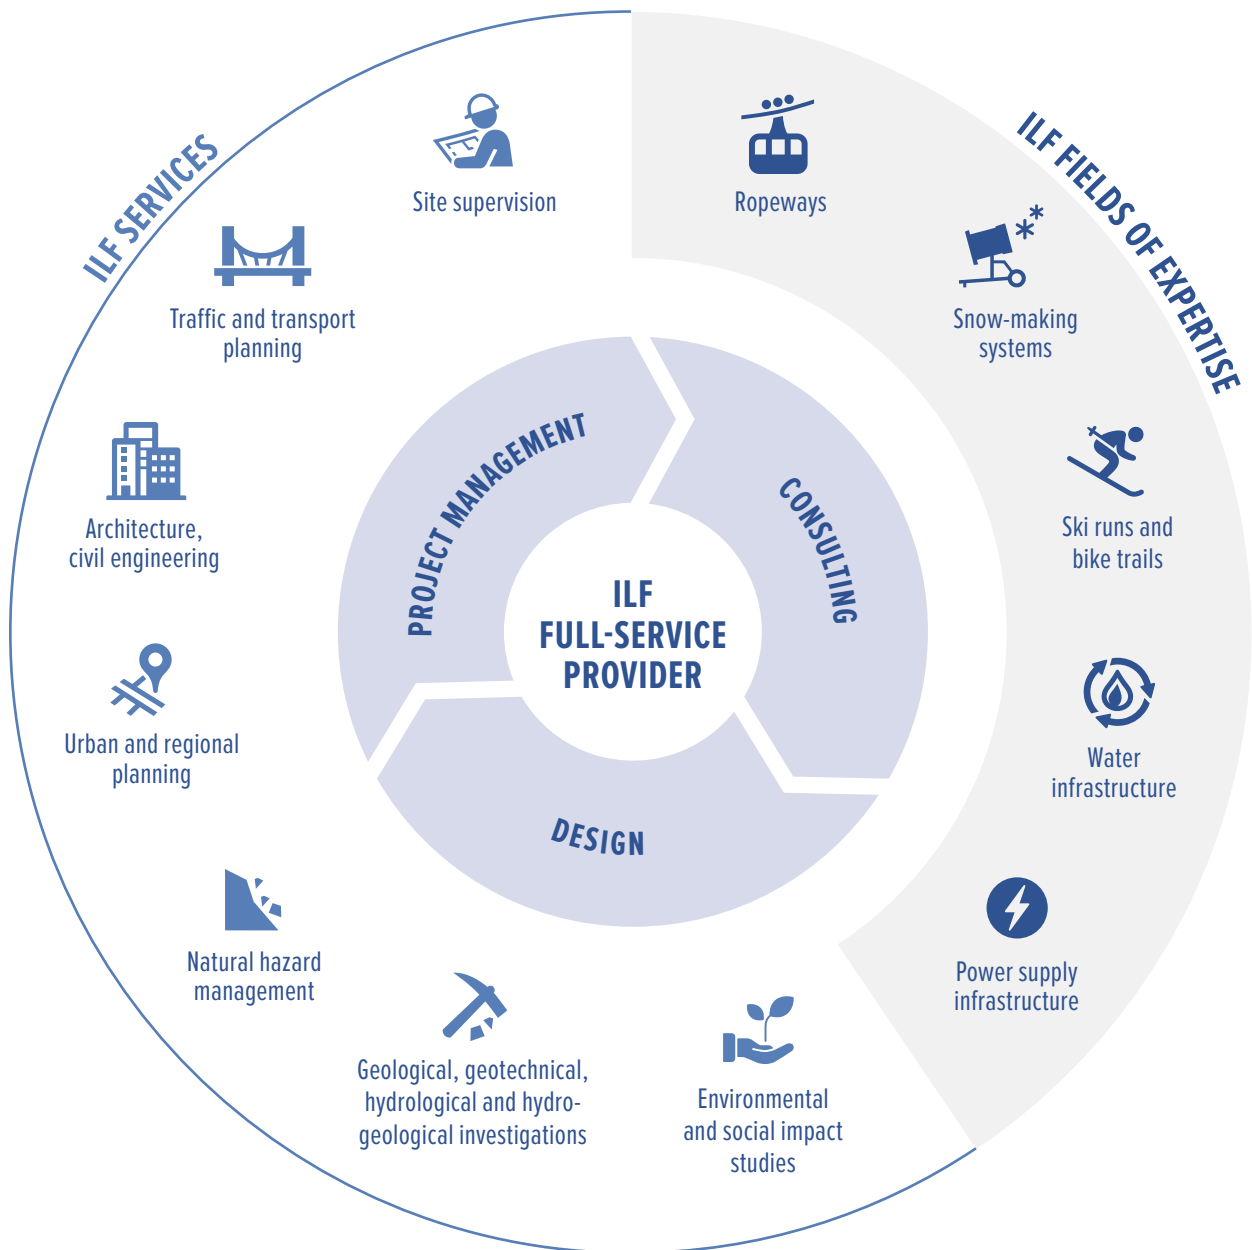 ILF SERVICES
Site supervision
Traffic and transport
planning
Architecture,
civil engineering
Urban and regional
planning
Natural hazard
management
Geological, geotechnical,
hydrological and hydro-
geological investigations
Environmental
and social impact
studies
ILF FIELDS OF EXPERTISE
Ropeways
Snow-making
systems
Ski runs and
bike trails
Water
infrastructure
Power supply
infrastructure
PROJECT MANAGEMENT
CONSULTING
DESIGN
ILF
FULL-SERVICE
PROVIDER